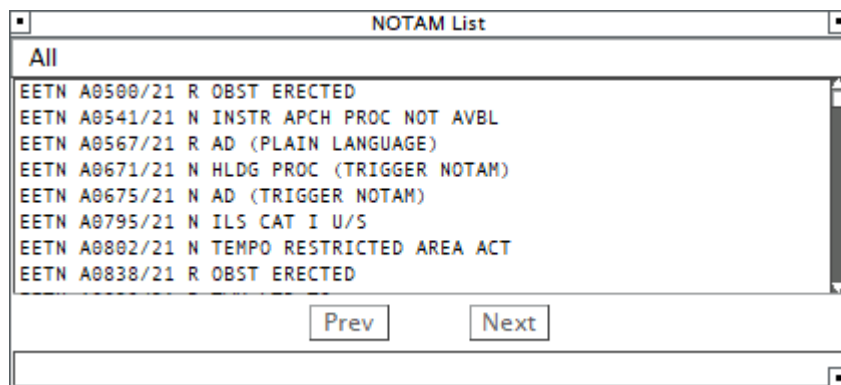 NOTAM List
All
EETN A0500/21 R OBST ERECTED
EETN A0541/21 N INSTR APCH PROC NOT AVBL
EETN A0567/21 R AD (PLAIN LANGUAGE)
EETN A0671/21 N HLDG PROC (TRIGGER NOTAM)
EETN A0675/21 N AD (TRIGGER NOTAM)
EETN A0795/21 N ILS CAT I U/S
EETN A0802/21 N TEMPO RESTRICTED AREA ACT
EETN A0838/21 R OBST ERECTED
Prev Next